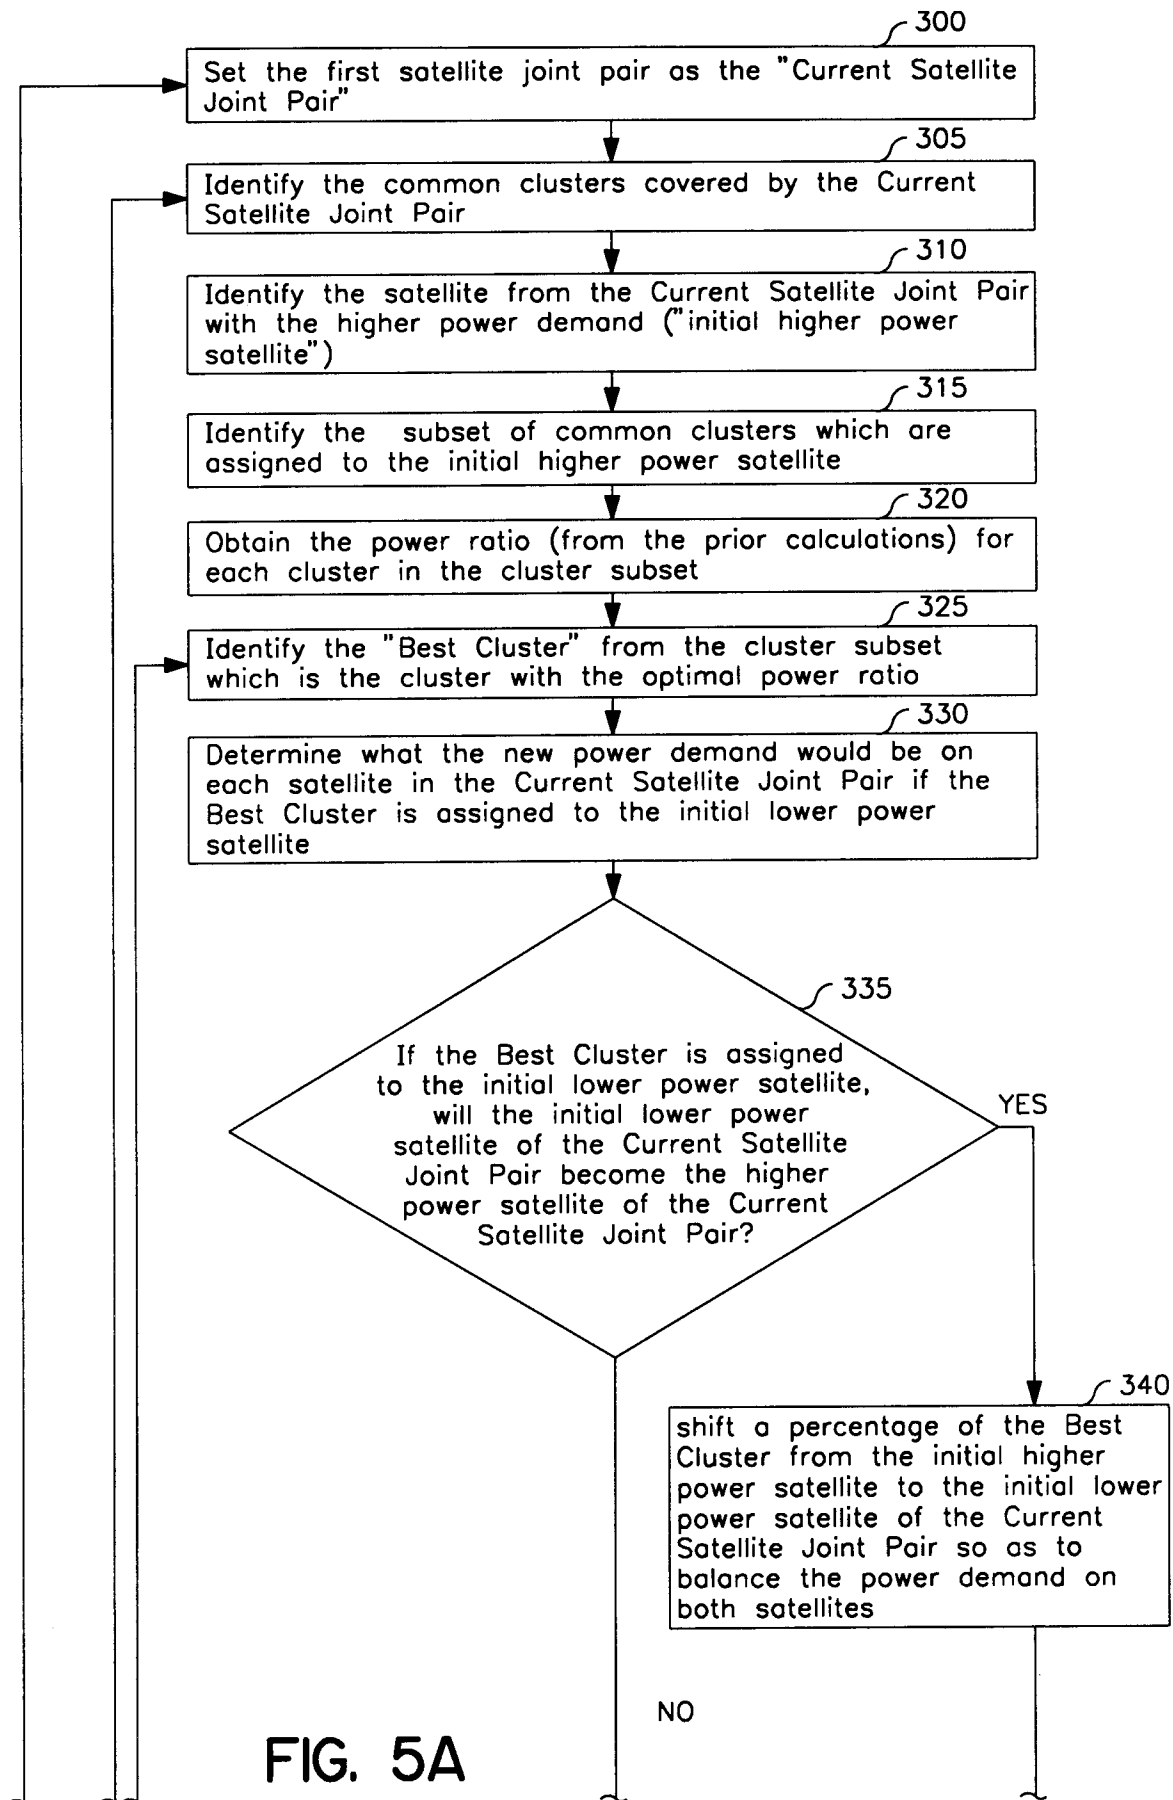 300
Set the first satellite joint pair as the "Current Satellite
Joint Pair"
305
Identify the common clusters covered by the Current
Satellite Joint Pair
310
Identify the satellite from the Current Satellite Joint Pair
with the higher power demand ("initial higher power
satellite")
315
Identify the subset of common clusters which are
assigned to the initial higher power satellite
320
Obtain the power ratio (from the prior calculations) for
each cluster in the cluster subset
325
Identify the "Best Cluster" from the cluster subset
which is the cluster with the optimal power ratio
330
Determine what the new power demand would be on
each satellite in the Current Satellite Joint Pair if the
Best Cluster is assigned to the initial lower power
satellite
335
If the Best Cluster is assigned
to the initial lower power satellite,
will the initial lower power
satellite of the Current Satellite
Joint Pair become the higher
power satellite of the Current
Satellite Joint Pair?
YES
340
shift a percentage of the Best
Cluster from the initial higher
power satellite to the initial lower
power satellite of the Current
Satellite Joint Pair so as to
balance the power demand on
both satellites
NO
FIG. 5A